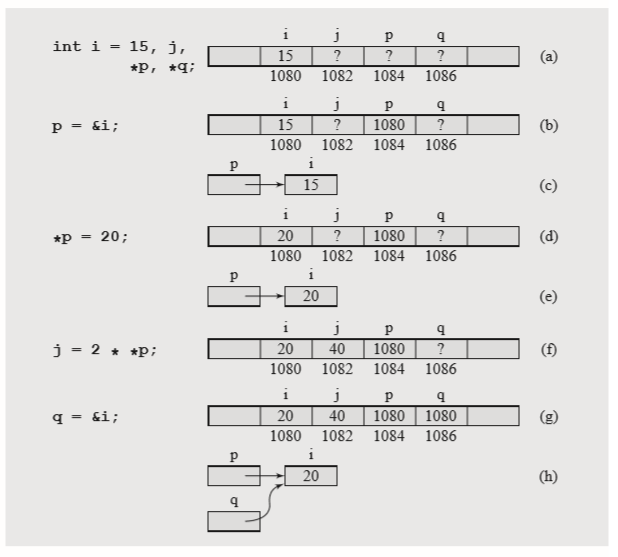 i j p q
int i = 15, j,
15 ? ? ? (a)
*p, *q;
1080 1082 1084 1086
i j p q
p = &i; 15 ? 1080 ? (b)
1080 1082 1084 1086
p i
15 (c)
i j p q
*p = 20; 20 ? 1080 ? (d)
1080 1082 1084 1086
p i
20 (e)
i j p q
j = 2 * *p; 20 40 1080 ? (f)
1080 1082 1084 1086
i j p q
q = &i; 20 40 1080 1080 (g)
1080 1082 1084 1086
p i
20 (h)
q